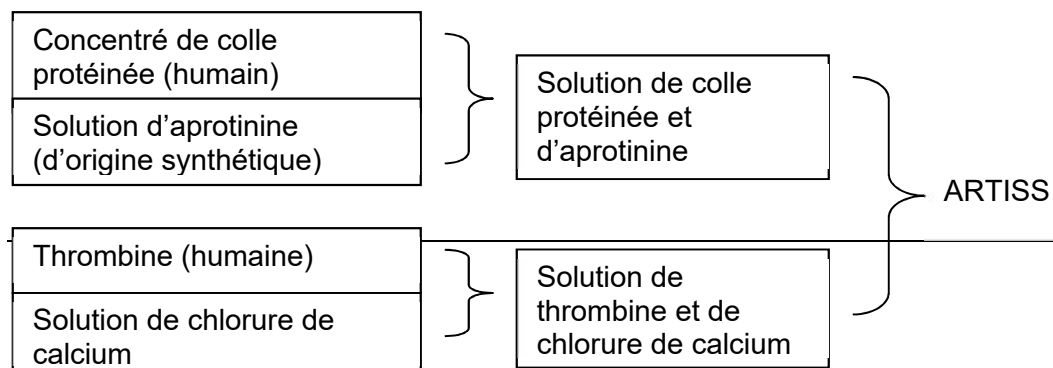 Concentré de colle
protéinée (humain)
Solution d’aprotinine
(d’origine synthétique)
Solution de colle
protéinée et
d’aprotinine
Thrombine (humaine)
Solution de chlorure de
calcium
Solution de
thrombine et de
chlorure de calcium
ARTISS